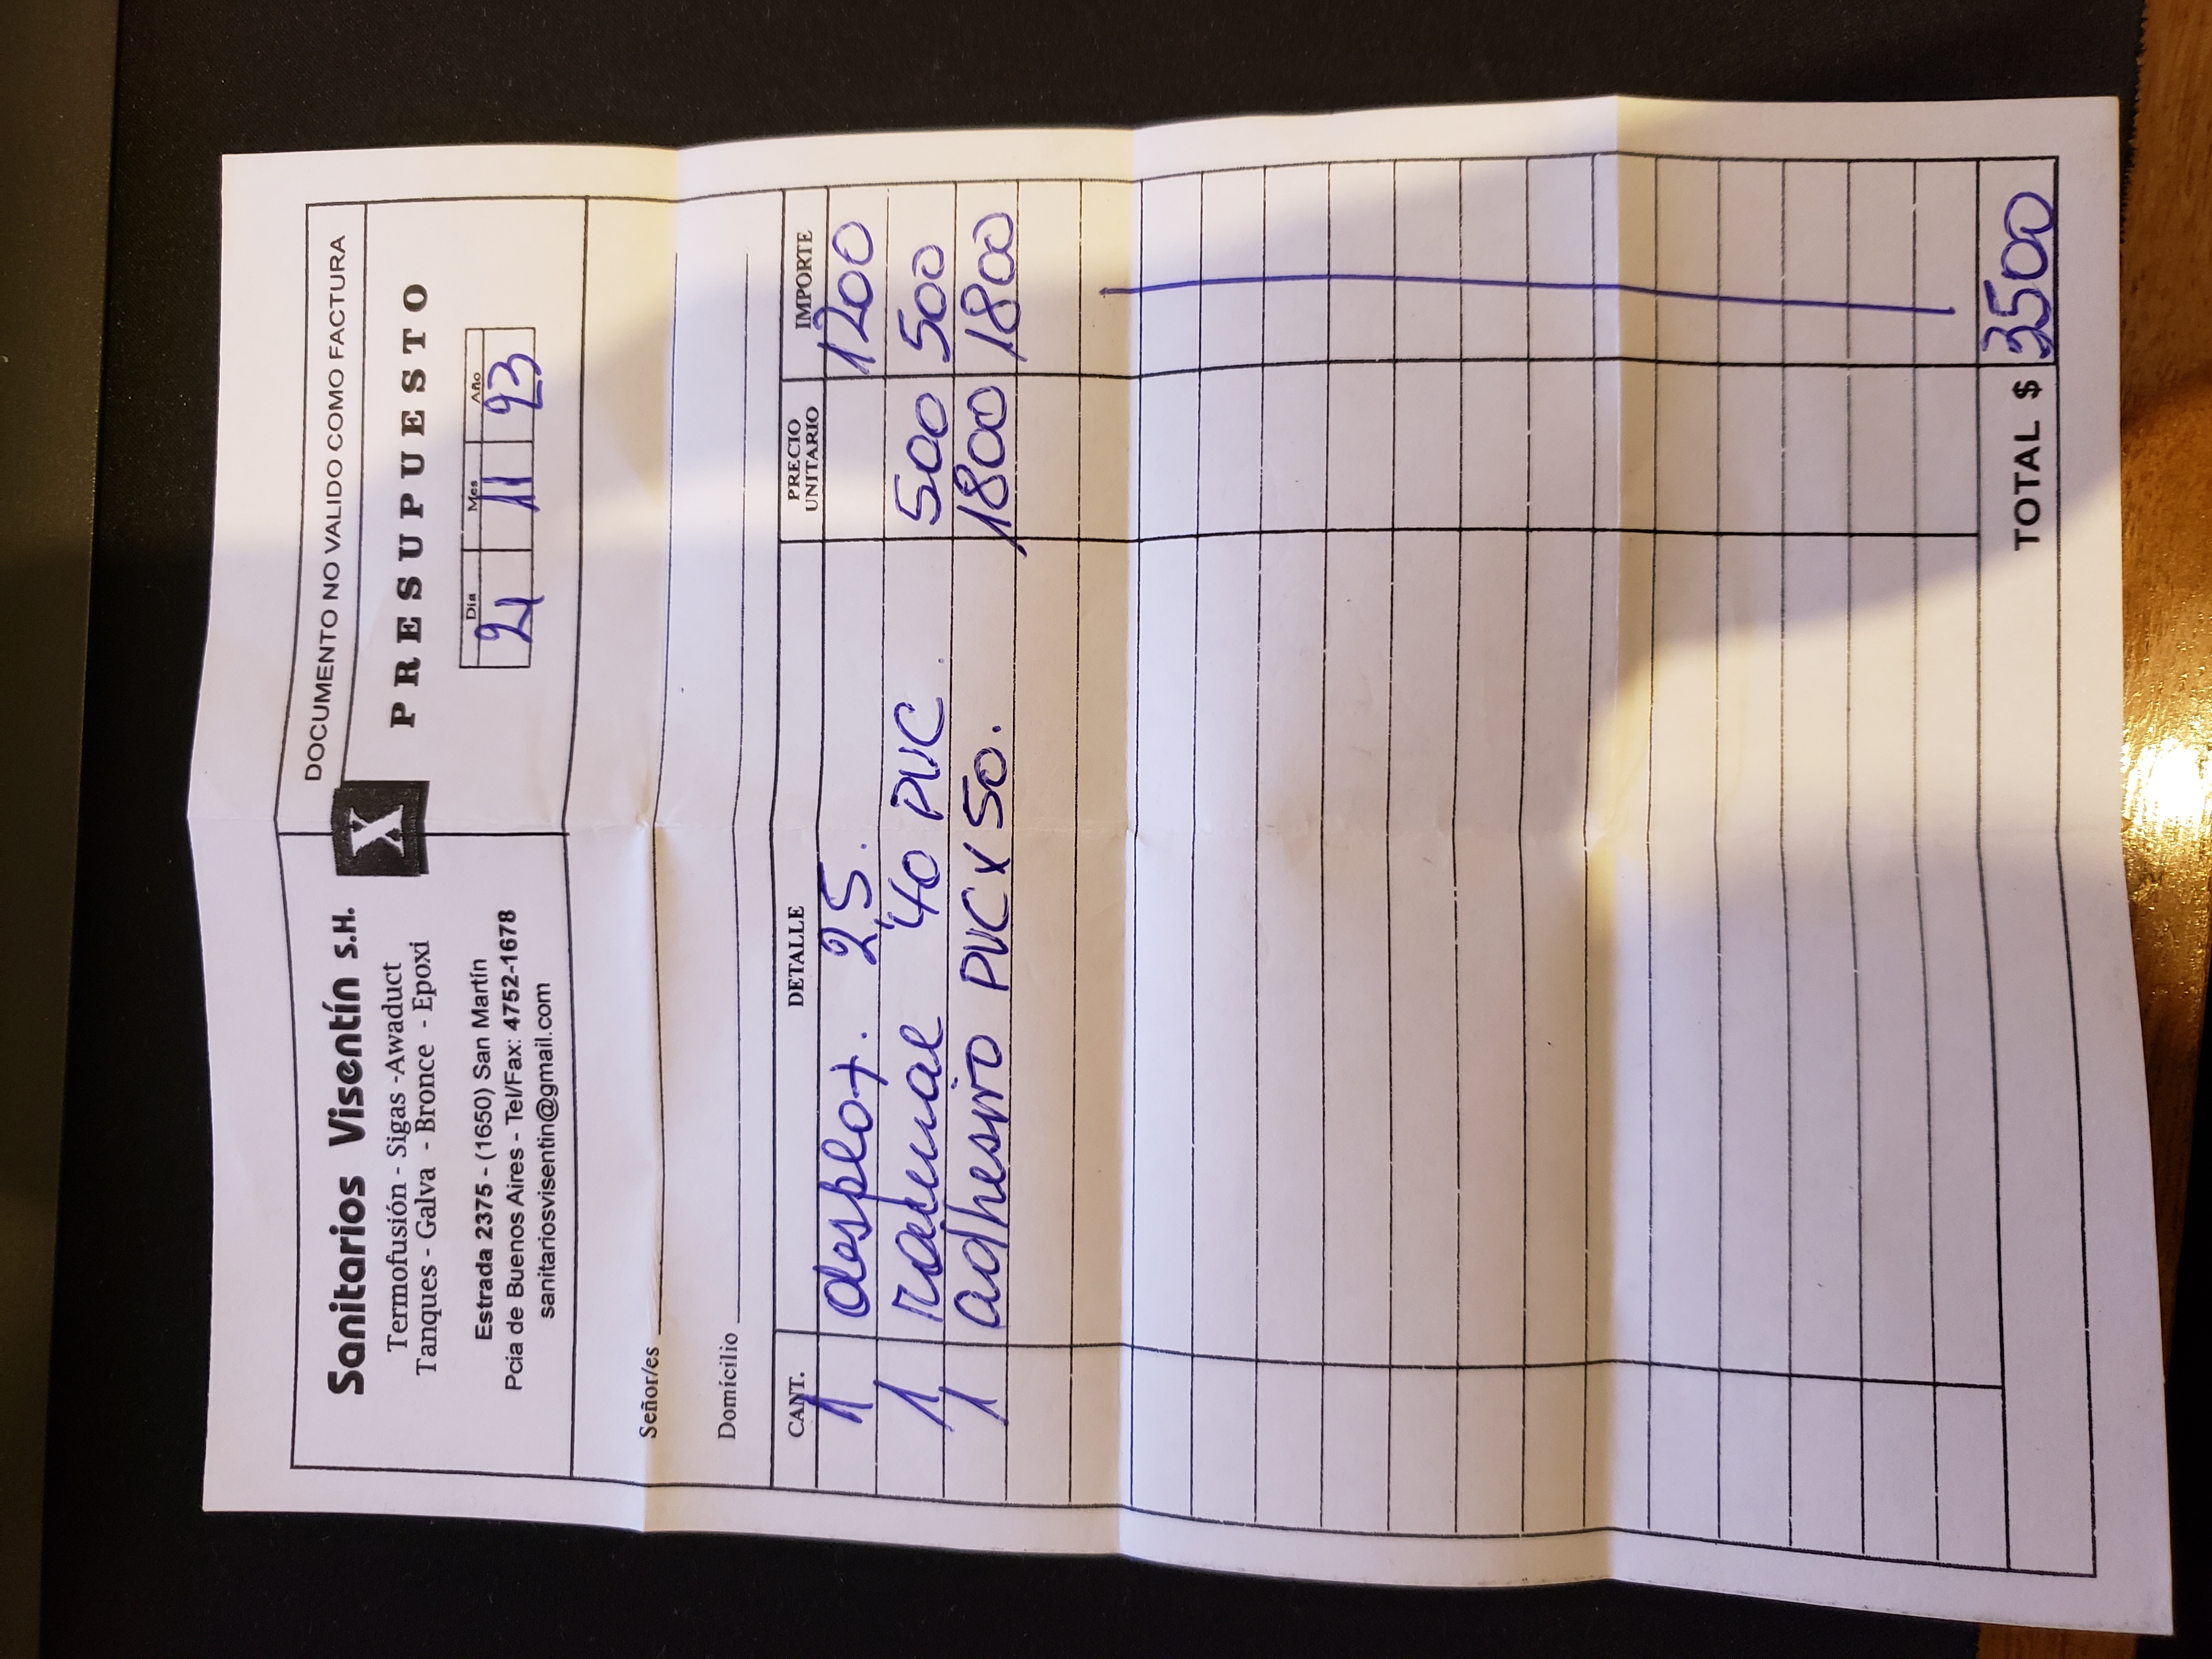 Sanitarios Visentín S.H.
Termofusión - Sigas -Awaduct
Tanques - Galva - Bronce - Epoxi
Estrada 2375 - (1650) San Martín
Pcia de Buenos Aires - Tel/Fax: 4752-1678
sanitariosvisentin@gmail.com
X
DOCUMENTO NO VALIDO COMO FACTURA
PRESUPUESTO
Dia Mes Año
21 11 23
Señor/es
Domicilio
CANT. DETALLE PRECIO UNITARIO IMPORTE
1 2,5. 1200
1 ramal 40 PVC. 500 500
1 adhesivo PVC x 50. 1800 1800
TOTAL $ 3500